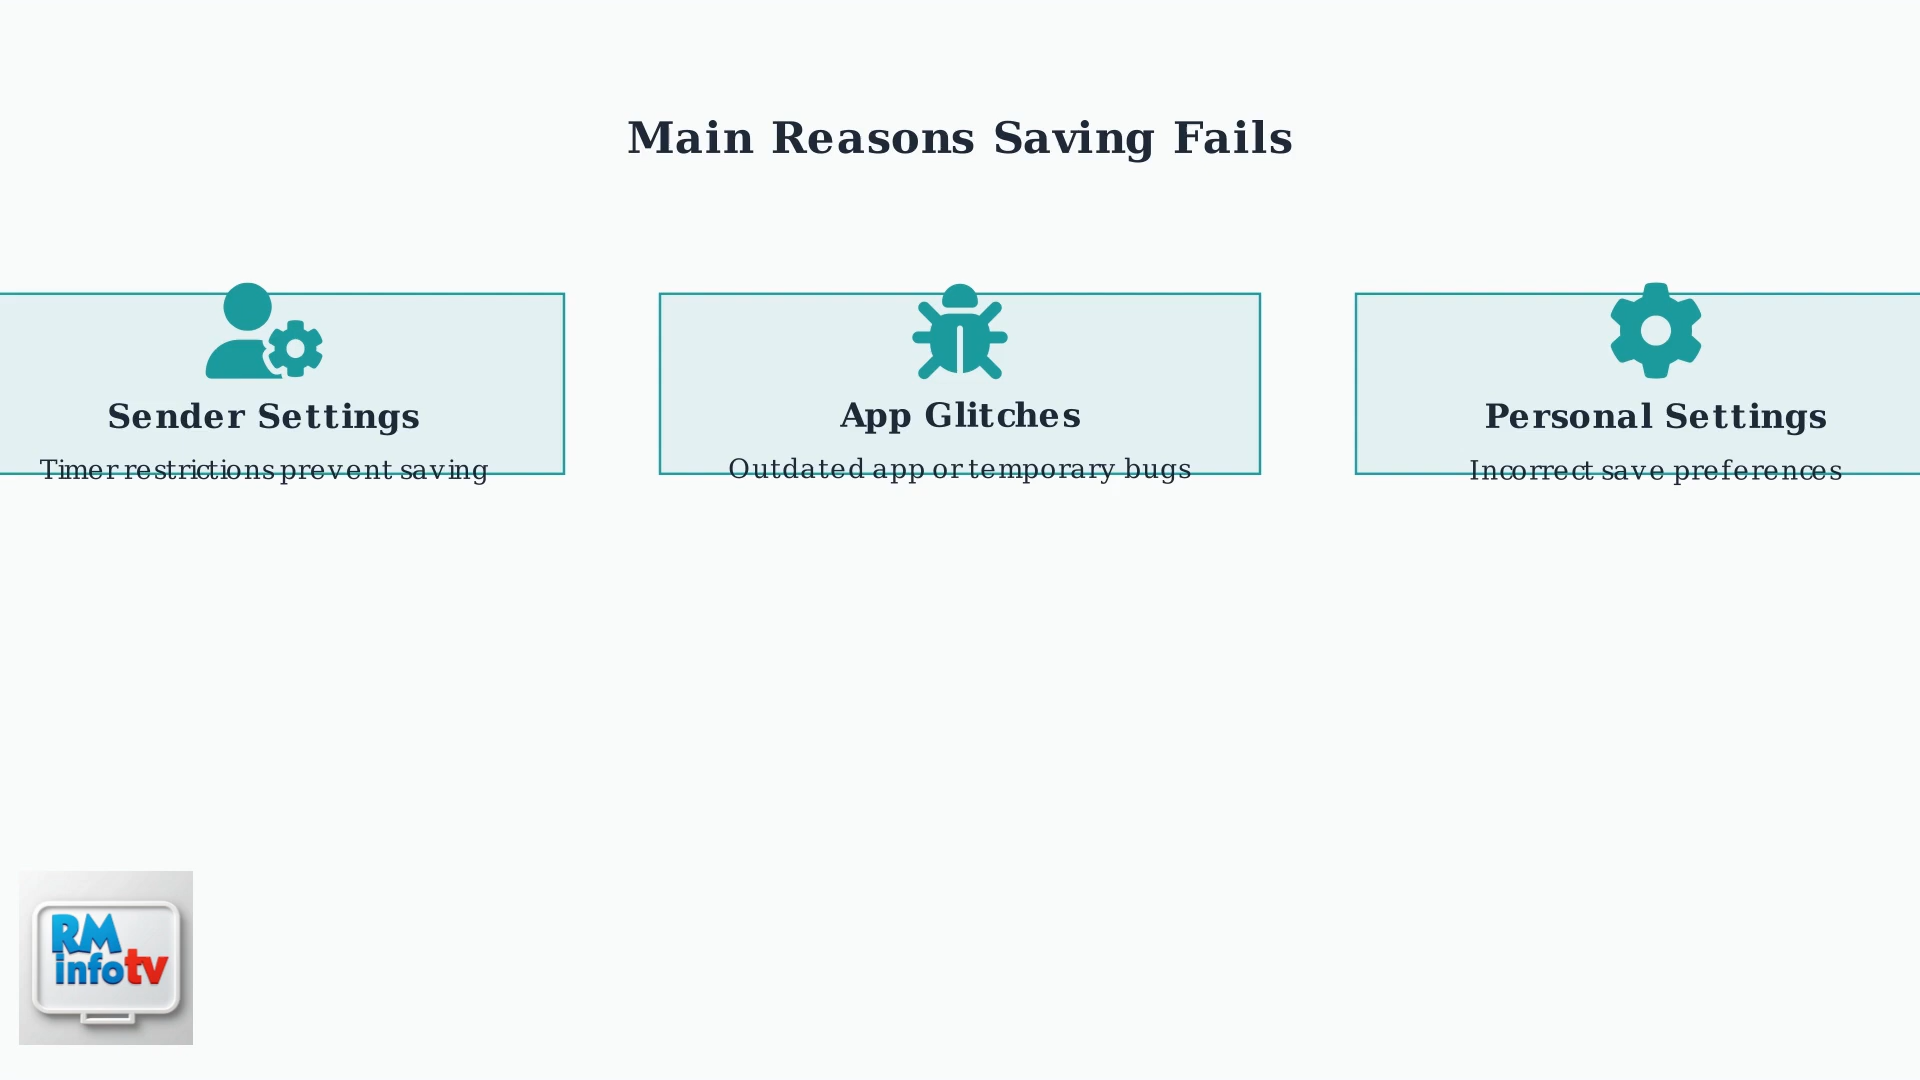 Main Reasons Saving Fails
Sender Settings
Timer restrictions prevent saving
App Glitches
Outdated app or temporary bugs
Personal Settings
Incorrect save preferences
RM
infotv